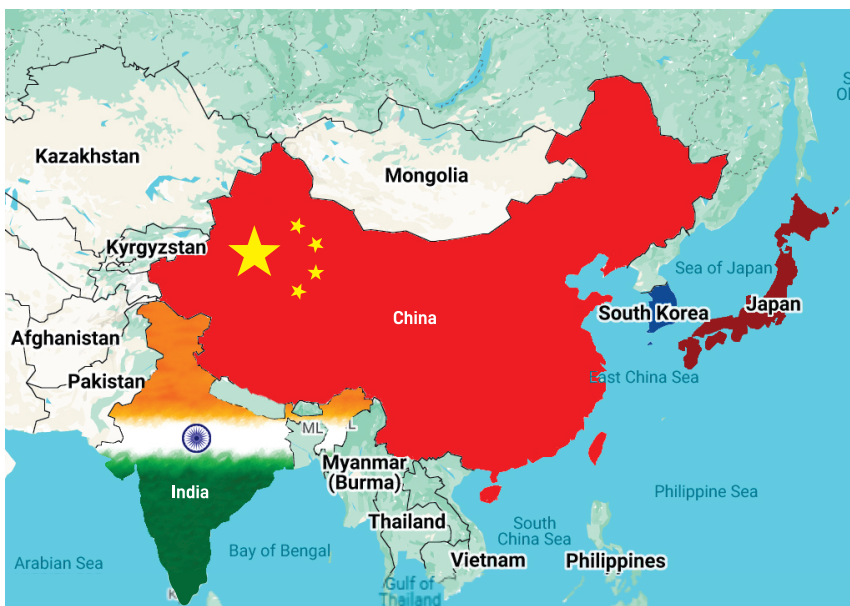 Kazakhstan
Mongolia
Kyrgyzstan
Sea of Japan
Japan
South Korea
China
Afghanistan
Pakistan
East China Sea
ML
Myanmar
(Burma)
India
Philippine Sea
Thailand
South
China Sea
Bay of Bengal
Arabian Sea
Vietnam
Philippines
Gulf of
Thailand